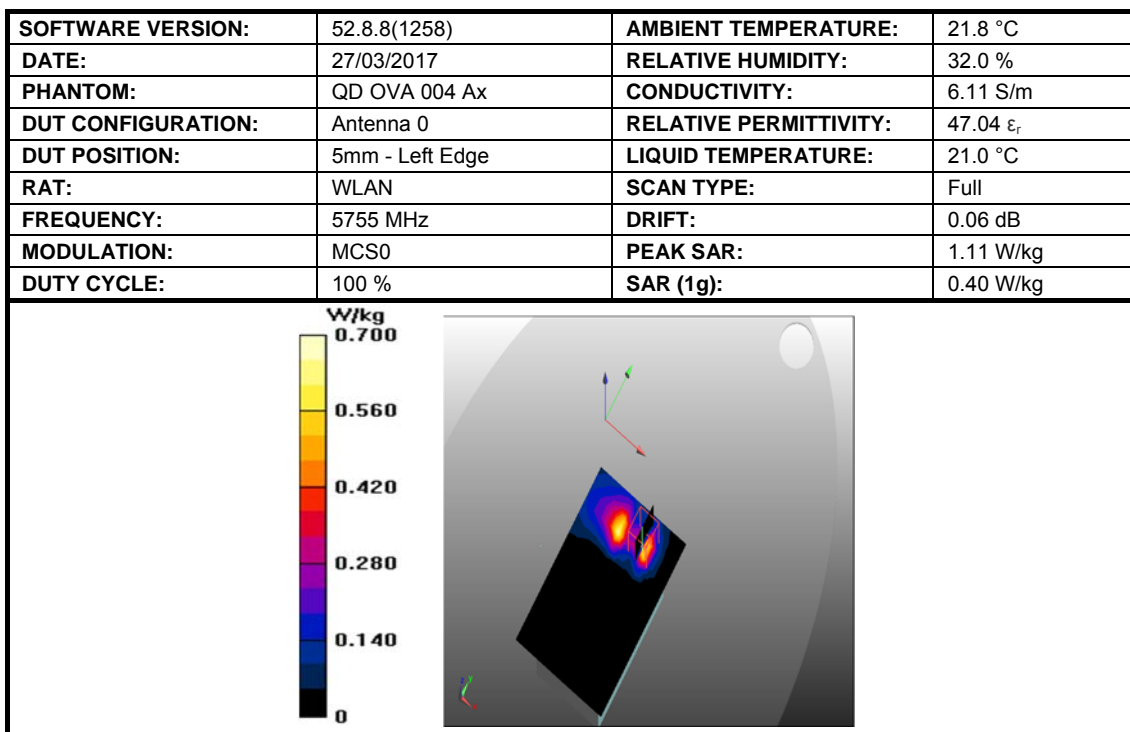 SOFTWARE VERSION: 52.8.8(1258) AMBIENT TEMPERATURE: 21.8 °C
DATE: 27/03/2017 RELATIVE HUMIDITY: 32.0 %
PHANTOM: QD OVA 004 Ax CONDUCTIVITY: 6.11 S/m
DUT CONFIGURATION: Antenna 0 RELATIVE PERMITTIVITY: 47.04 εr
DUT POSITION: 5mm - Left Edge LIQUID TEMPERATURE: 21.0 °C
RAT: WLAN SCAN TYPE: Full
FREQUENCY: 5755 MHz DRIFT: 0.06 dB
MODULATION: MCS0 PEAK SAR: 1.11 W/kg
DUTY CYCLE: 100 % SAR (1g): 0.40 W/kg
W/kg
0.700
0.560
0.420
0.280
0.140
0
z y
x